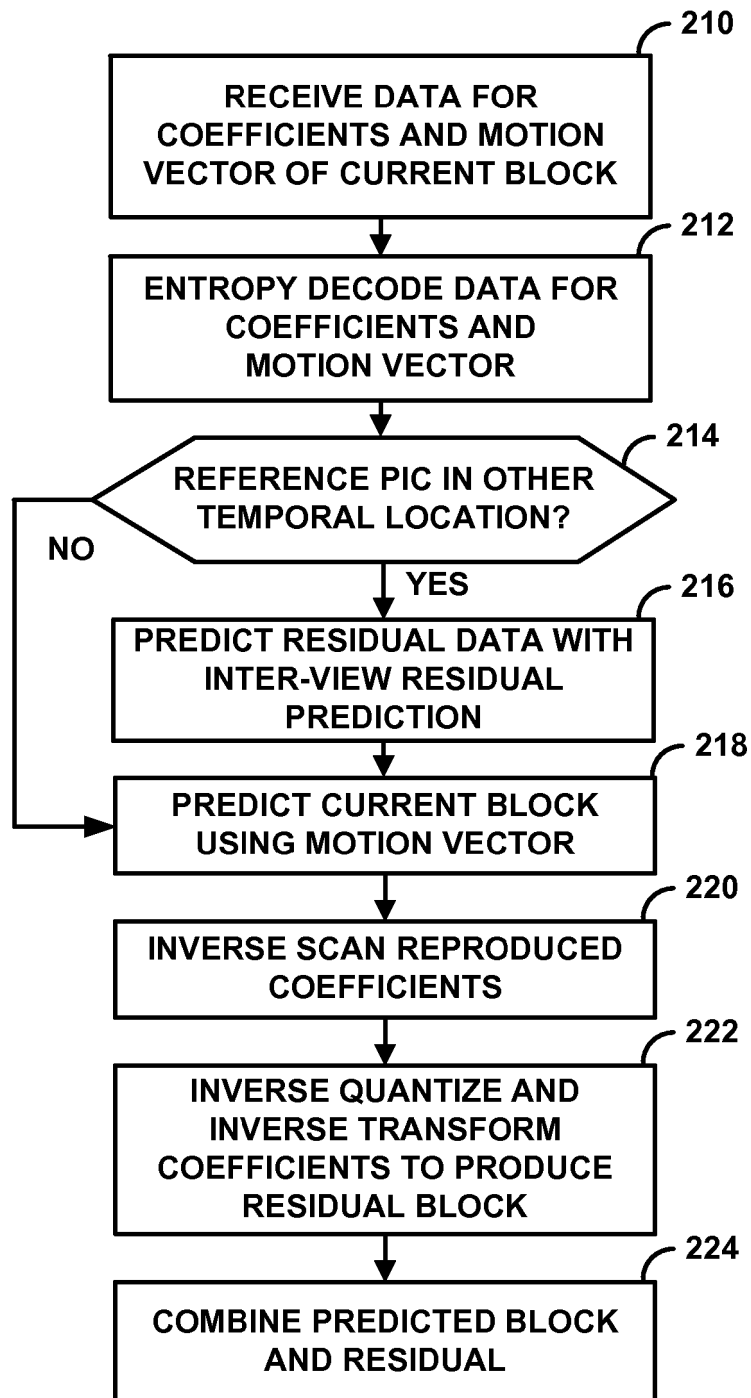 210
RECEIVE DATA FOR
COEFFICIENTS AND MOTION
VECTOR OF CURRENT BLOCK
212
ENTROPY DECODE DATA FOR
COEFFICIENTS AND
MOTION VECTOR
214
REFERENCE PIC IN OTHER
TEMPORAL LOCATION?
NO
YES
216
PREDICT RESIDUAL DATA WITH
INTER-VIEW RESIDUAL
PREDICTION
218
PREDICT CURRENT BLOCK
USING MOTION VECTOR
220
INVERSE SCAN REPRODUCED
COEFFICIENTS
222
INVERSE QUANTIZE AND
INVERSE TRANSFORM
COEFFICIENTS TO PRODUCE
RESIDUAL BLOCK
224
COMBINE PREDICTED BLOCK
AND RESIDUAL